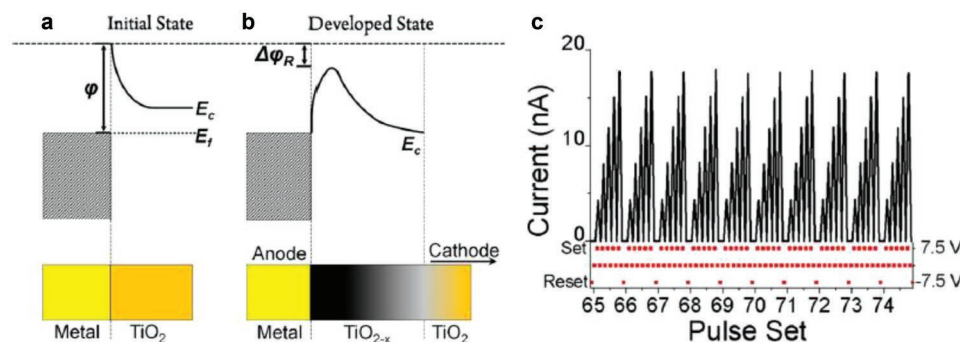 a Initial State
φ
E_c
E_f
Metal TiO₂
b Developed State
Δφ_R
E_c
Anode Cathode
Metal TiO₂₋ₓ TiO₂
c
Current (nA)
20
10
0
Set 7.5 V
Reset -7.5 V
65 66 67 68 69 70 71 72 73 74
Pulse Set